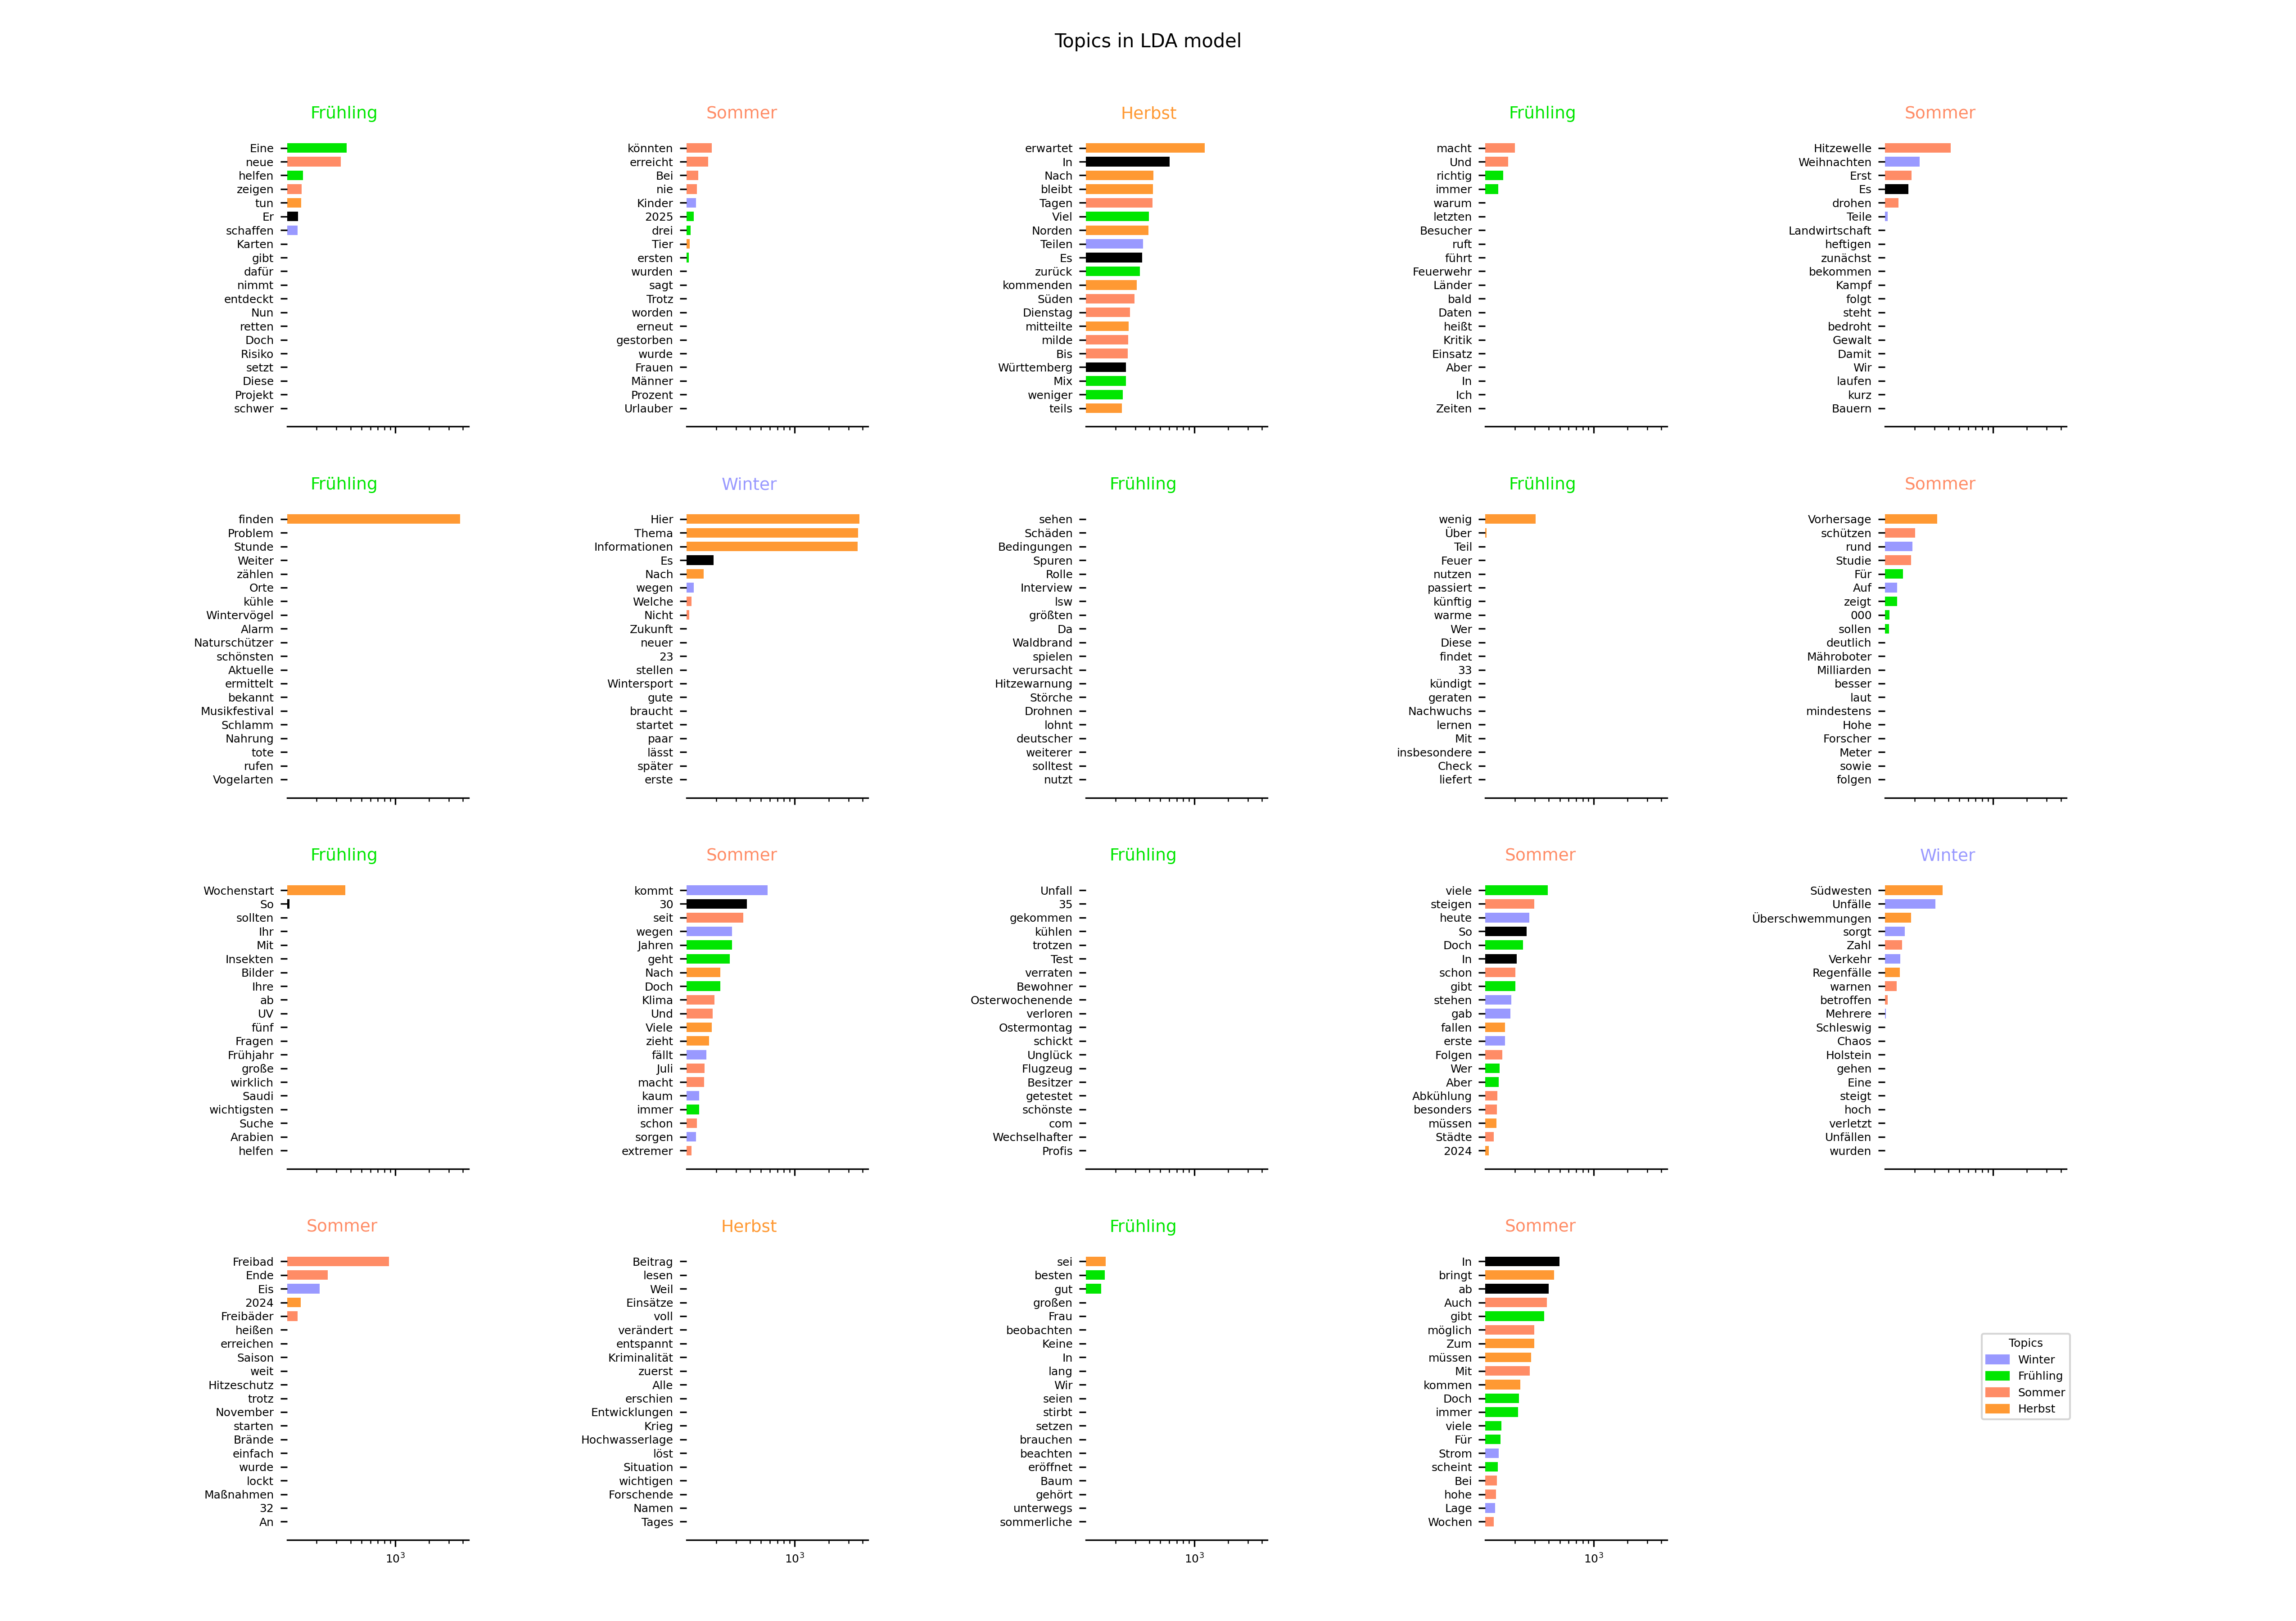 Topics in LDA model
Frühling
Eine
neue
helfen
zeigen
tun
Er
schaffen
Karten
gibt
dafür
nimmt
entdeckt
Nun
retten
Doch
Risiko
setzt
Diese
Projekt
schwer
Sommer
könnten
erreicht
Bei
nie
Kinder
2025
drei
Tier
ersten
wurden
sagt
Trotz
worden
erneut
gestorben
wurde
Frauen
Männer
Prozent
Urlauber
Herbst
erwartet
In
Nach
bleibt
Tagen
Viel
Norden
Teilen
Es
zurück
kommenden
Süden
Dienstag
mitteilte
milde
Bis
Württemberg
Mix
weniger
teils
Frühling
macht
Und
richtig
immer
warum
letzten
Besucher
ruft
führt
Feuerwehr
Länder
bald
Daten
heißt
Kritik
Einsatz
Aber
In
Ich
Zeiten
Sommer
Hitzewelle
Weihnachten
Erst
Es
drohen
Teile
Landwirtschaft
heftigen
zunächst
bekommen
Kampf
folgt
steht
bedroht
Gewalt
Damit
Wir
laufen
kurz
Bauern
Frühling
finden
Problem
Stunde
Weiter
zählen
Orte
kühle
Wintervögel
Alarm
Naturschützer
schönsten
Aktuelle
ermittelt
bekannt
Musikfestival
Schlamm
Nahrung
tote
rufen
Vogelarten
Winter
Hier
Thema
Informationen
Es
Nach
wegen
Welche
Nicht
Zukunft
neuer
23
stellen
Wintersport
gute
braucht
startet
paar
lässt
später
erste
Frühling
sehen
Schäden
Bedingungen
Spuren
Rolle
Interview
lsw
größten
Da
Waldbrand
spielen
verursacht
Hitzewarnung
Störche
Drohnen
lohnt
deutscher
weiterer
solltest
nutzt
Frühling
wenig
Über
Teil
Feuer
nutzen
passiert
künftig
warme
Wer
Diese
findet
33
kündigt
geraten
Nachwuchs
lernen
Mit
insbesondere
Check
liefert
Sommer
Vorhersage
schützen
rund
Studie
Für
Auf
zeigt
000
sollen
deutlich
Mähroboter
Milliarden
besser
laut
mindestens
Hohe
Forscher
Meter
sowie
folgen
Frühling
Wochenstart
So
sollten
Ihr
Mit
Insekten
Bilder
Ihre
ab
UV
fünf
Fragen
Frühjahr
große
wirklich
Saudi
wichtigsten
Suche
Arabien
helfen
Sommer
kommt
30
seit
wegen
Jahren
geht
Nach
Doch
Klima
Und
Viele
zieht
fällt
Juli
macht
kaum
immer
schon
sorgen
extremer
Frühling
Unfall
35
gekommen
kühlen
trotzen
Test
verraten
Bewohner
Osterwochenende
verloren
Ostermontag
schickt
Unglück
Flugzeug
Besitzer
getestet
schönste
com
Wechselhafter
Profis
Sommer
viele
steigen
heute
So
Doch
In
schon
gibt
stehen
gab
fallen
erste
Folgen
Wer
Aber
Abkühlung
besonders
müssen
Städte
2024
Winter
Südwesten
Unfälle
Überschwemmungen
sorgt
Zahl
Verkehr
Regenfälle
warnen
betroffen
Mehrere
Schleswig
Chaos
Holstein
gehen
Eine
steigt
hoch
verletzt
Unfällen
wurden
Sommer
Freibad
Ende
Eis
2024
Freibäder
heißen
erreichen
Saison
weit
Hitzeschutz
trotz
November
starten
Brände
einfach
wurde
lockt
Maßnahmen
32
An
10³
Herbst
Beitrag
lesen
Weil
Einsätze
voll
verändert
entspannt
Kriminalität
zuerst
Alle
erschien
Entwicklungen
Krieg
Hochwasserlage
löst
Situation
wichtigen
Forschende
Namen
Tages
10³
Frühling
sei
besten
gut
großen
Frau
beobachten
Keine
In
lang
Wir
seien
stirbt
setzen
brauchen
beachten
eröffnet
Baum
gehört
unterwegs
sommerliche
10³
Sommer
In
bringt
ab
Auch
gibt
möglich
Zum
müssen
Mit
kommen
Doch
immer
viele
Für
Strom
scheint
Bei
hohe
Lage
Wochen
10³
Topics
Winter
Frühling
Sommer
Herbst